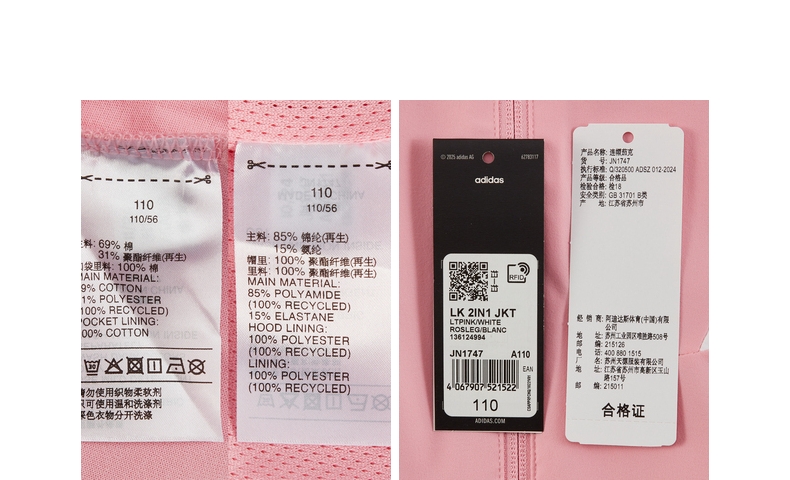 110
110/56
主料: 69% 棉
31% 聚酯纤维(再生)
口袋里料: 100% 棉
MAIN MATERIAL:
9% COTTON
1% POLYESTER
(100% RECYCLED)
POCKET LINING:
00% COTTON
请勿使用织物柔软剂
只可使用温和洗涤剂
深色衣物分开洗涤
110
110/56
主料: 85% 锦纶(再生)
15% 氨纶
帽里: 100% 聚酯纤维(再生)
里料: 100% 聚酯纤维(再生)
MAIN MATERIAL:
85% POLYAMIDE
(100% RECYCLED)
15% ELASTANE
HOOD LINING:
100% POLYESTER
(100% RECYCLED)
LINING:
100% POLYESTER
(100% RECYCLED)
© 2025 adidas AG
62783117
adidas
RFID
LK 2IN1 JKT
LTPINK/WHITE
ROSLEG/BLANC
136124994
JN1747 A110
EAN
4 067907 521522
110
ADIDAS.COM
产品名称: 连帽茄克
货 号: JN1747
执行标准: Q/320500 ADSZ 012-2024
产品等级: 合格品
检验合格: 检18
安全类别: GB 31701 B类
产 地: 江苏省苏州市
经 销 商: 阿迪达斯体育(中国)有限
公司
地 址: 苏州工业园区唯胜路508号
邮 编: 215126
电 话: 400 880 1515
厂 名: 苏州天源服装有限公司
地 址: 江苏省苏州市高新区玉山
路157号
邮 编: 215011
合格证